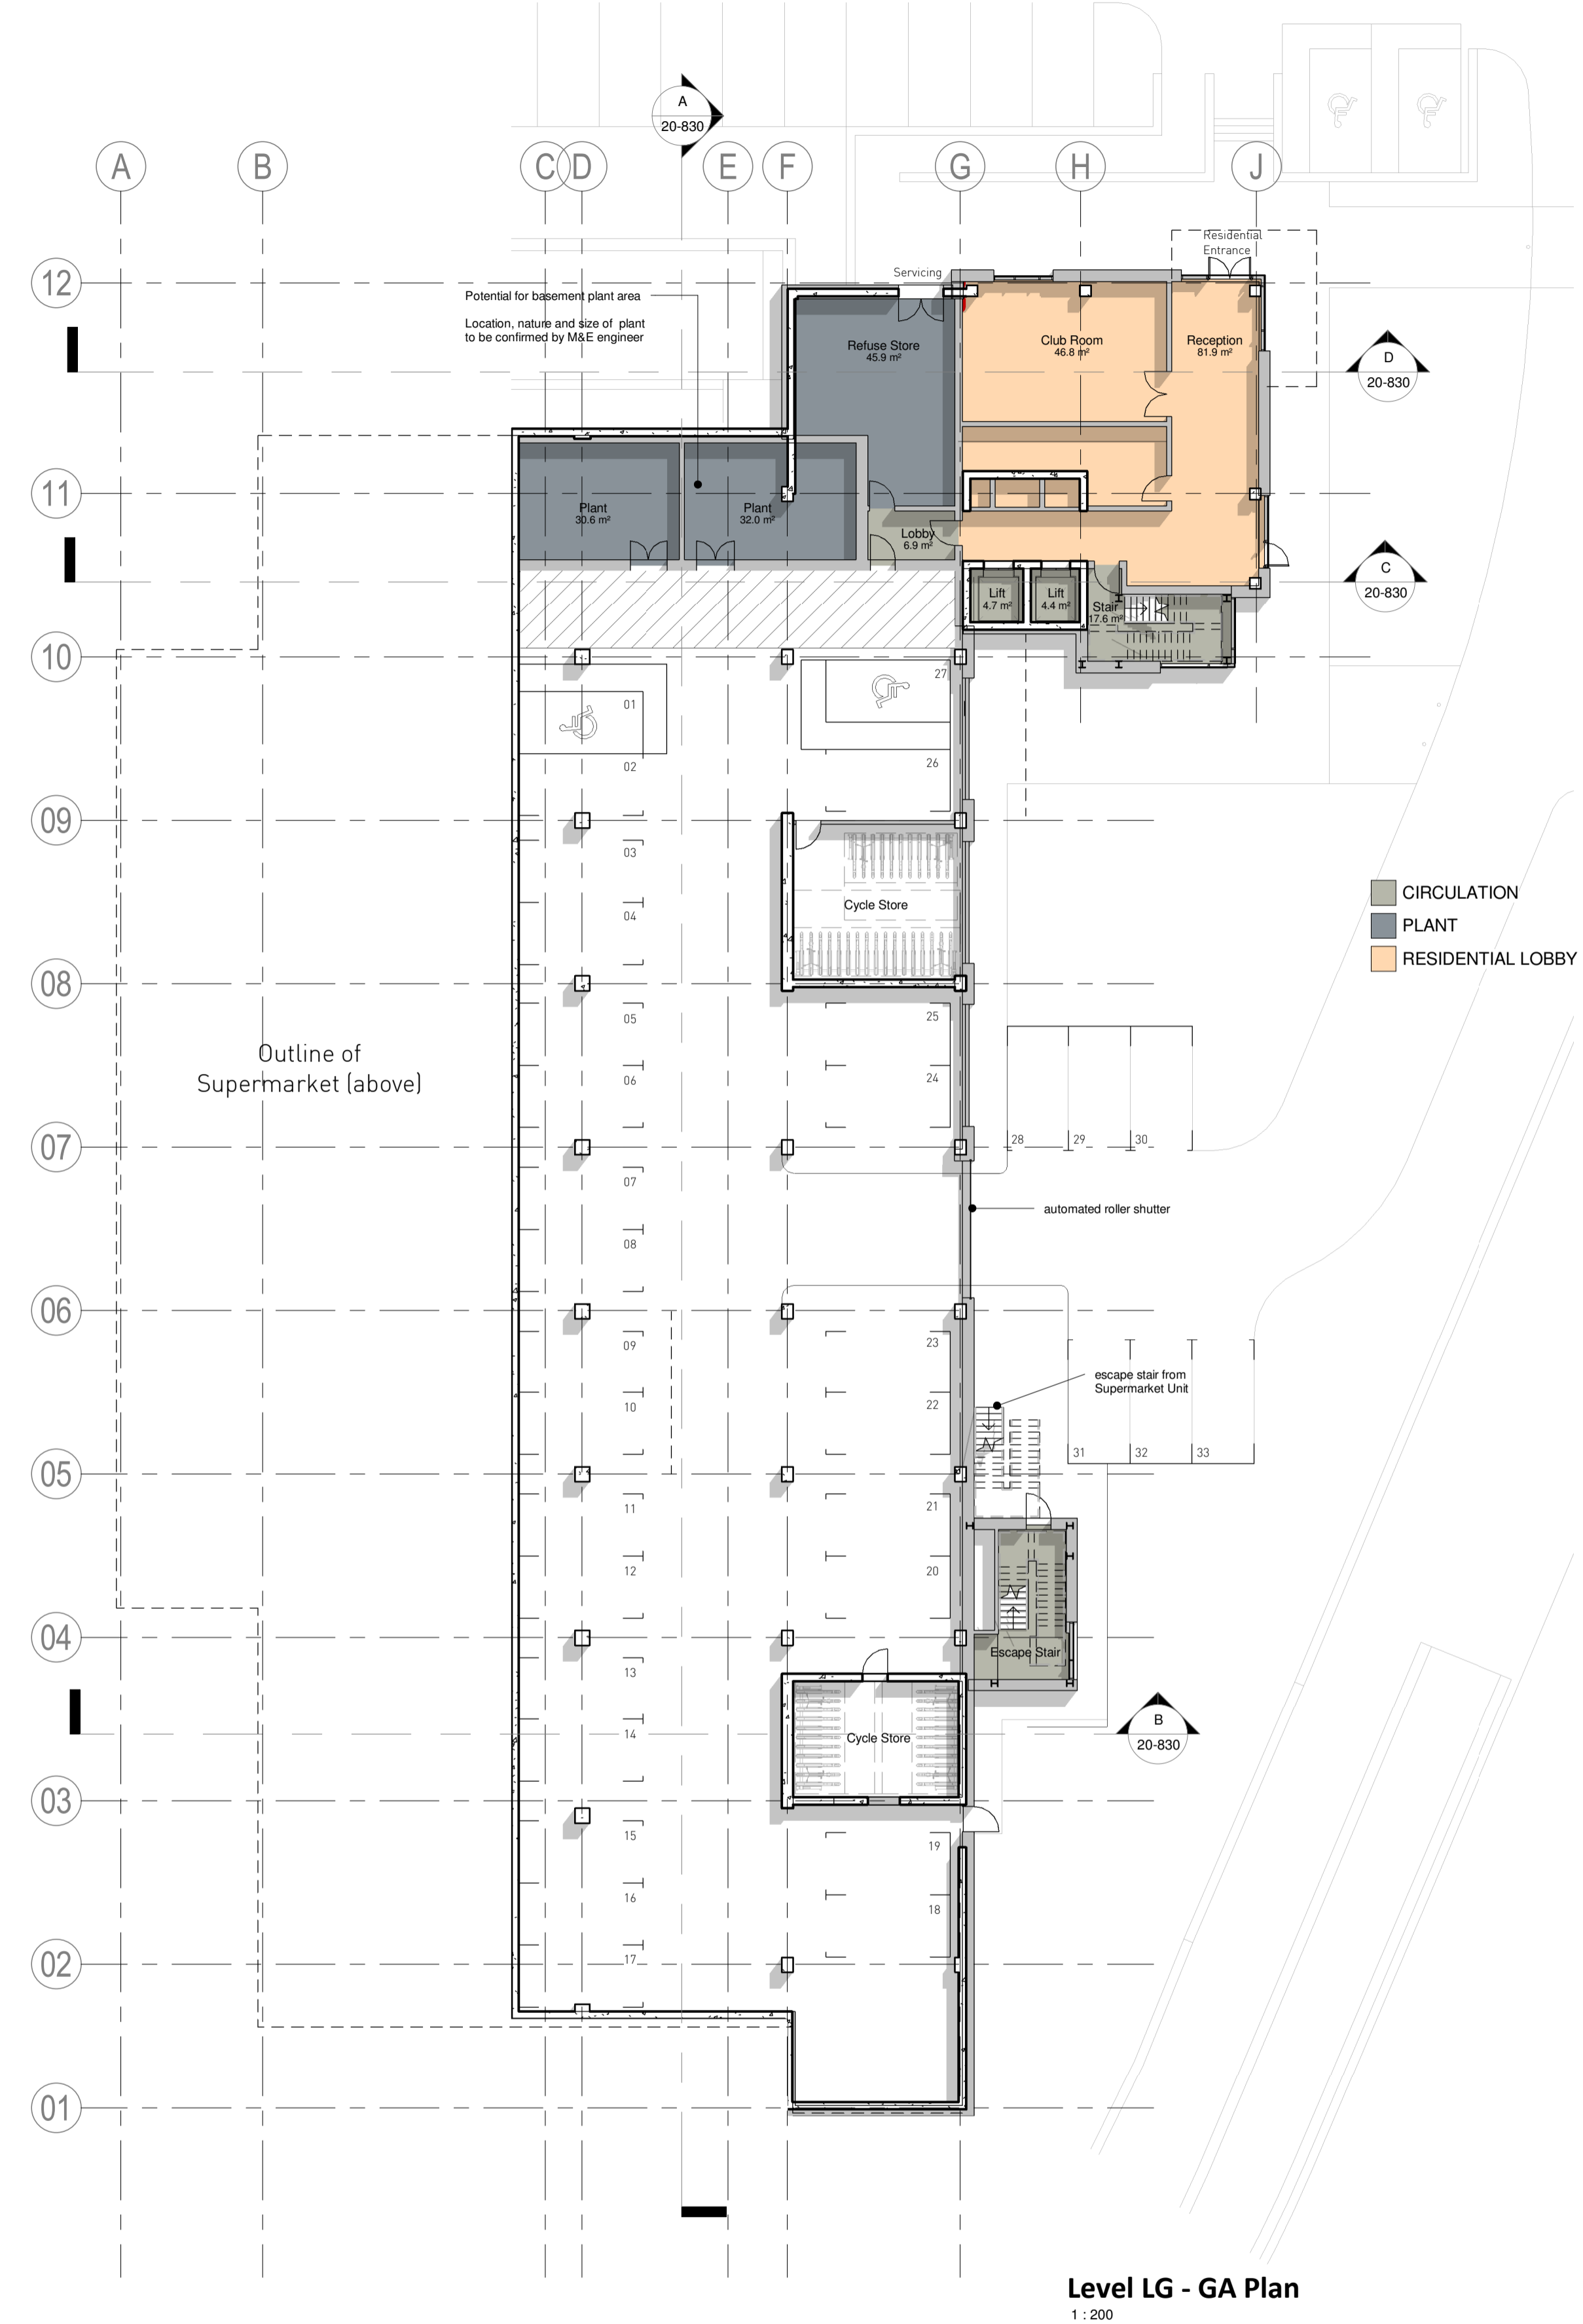 A
20-830
A
B
C
D
E
F
G
H
J
Residential
Entrance
Servicing
12
Potential for basement plant area
Location, nature and size of plant
to be confirmed by M&E engineer
Refuse Store
45.9 m²
Club Room
46.8 m²
Reception
81.9 m²
D
20-830
11
Plant
30.6 m²
Plant
32.0 m²
Lobby
6.9 m²
C
20-830
Lift
4.7 m²
Lift
4.4 m²
Stair
17.6 m²
10
27
01
02
26
09
03
CIRCULATION
04
Cycle Store
PLANT
RESIDENTIAL LOBBY
08
05
25
Outline of
Supermarket (above)
06
24
07
28
29
30
07
automated roller shutter
08
06
09
23
escape stair from
Supermarket Unit
10
22
31
32
33
05
11
21
12
20
04
Escape Stair
13
B
20-830
14
Cycle Store
03
15
19
16
18
02
17
01
Level LG - GA Plan
1 : 200